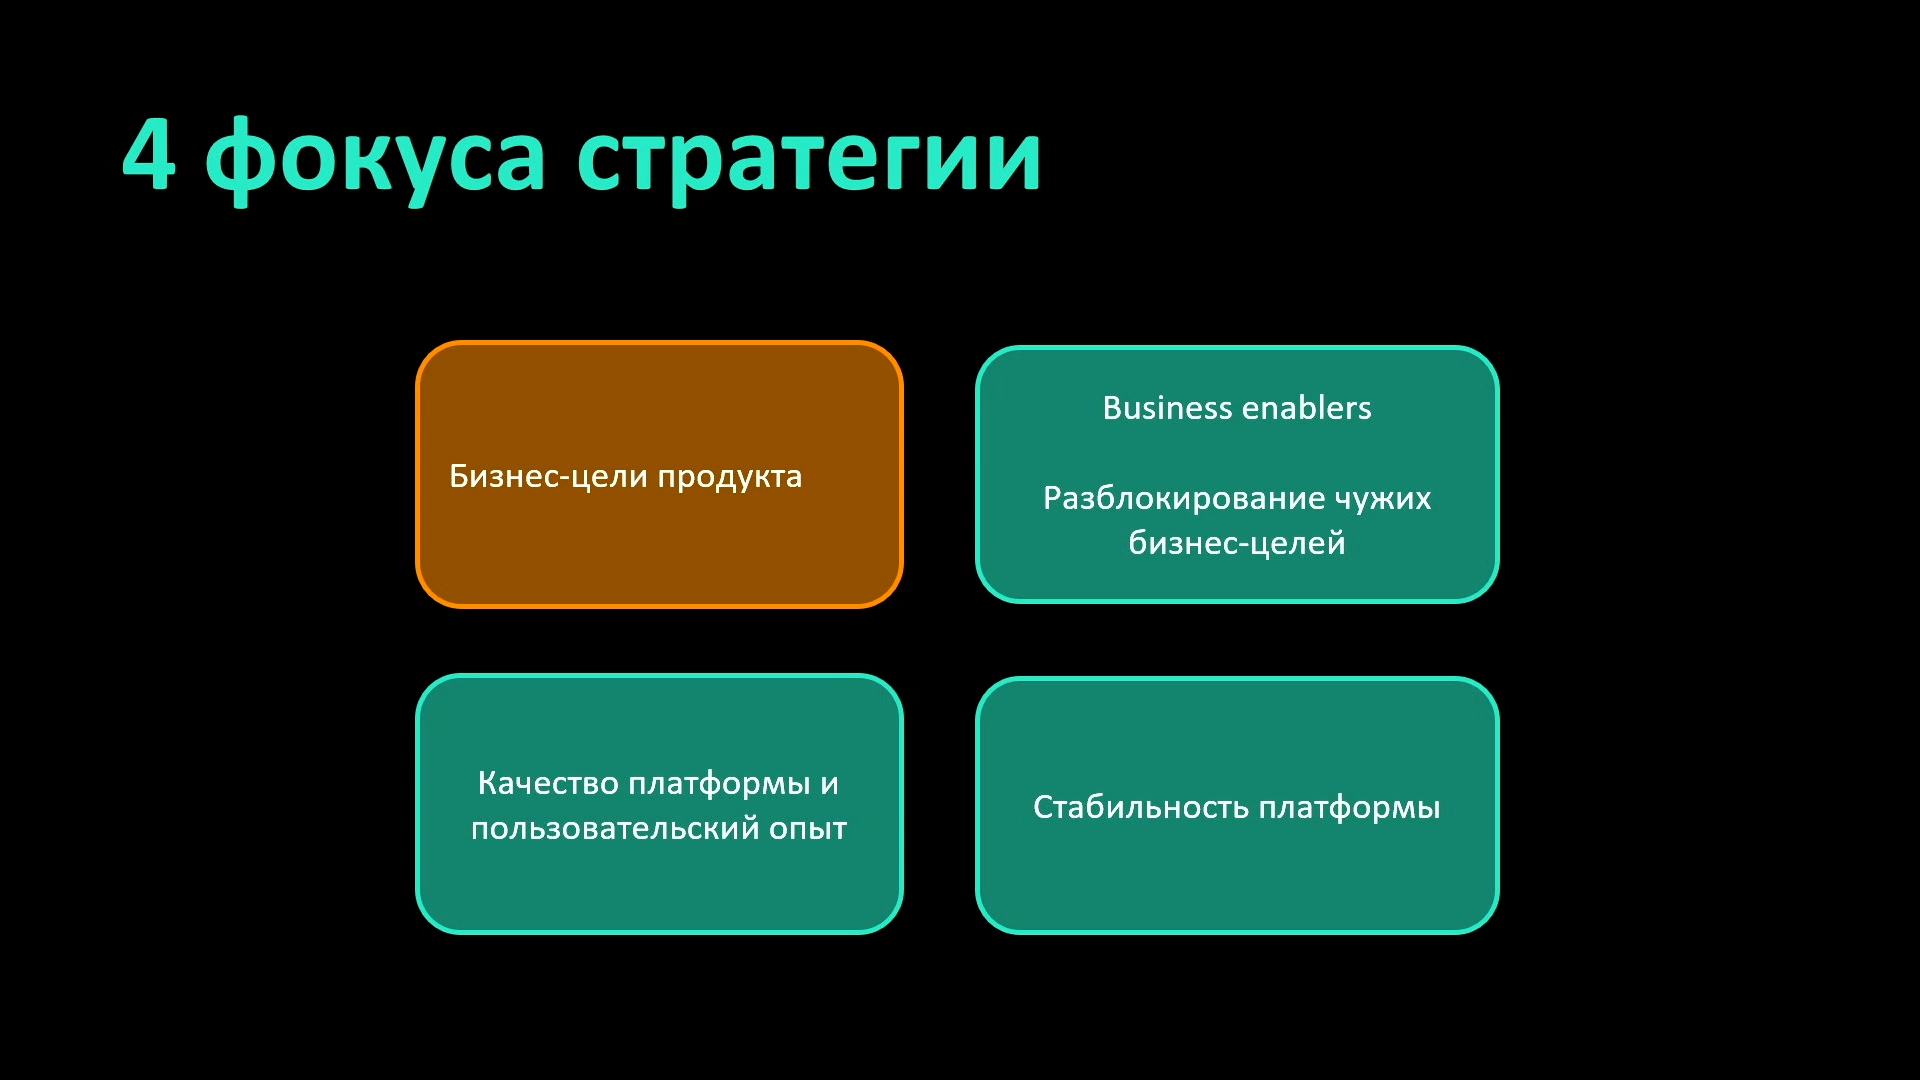 4 фокуса стратегии
Бизнес-цели продукта
Business enablers
Разблокирование чужих
бизнес-целей
Качество платформы и
пользовательский опыт
Стабильность платформы